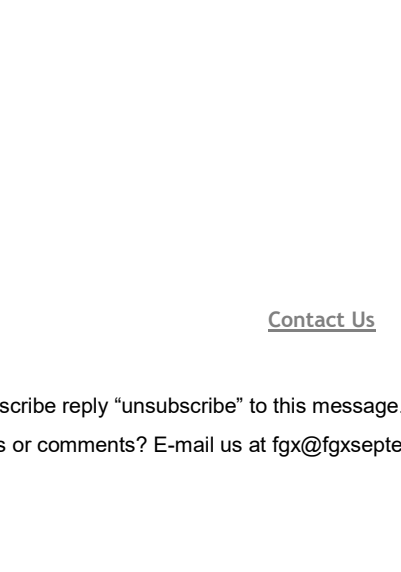 Contact Us
scribe reply “unsubscribe” to this message.
s or comments? E-mail us at fgx@fgxsepte